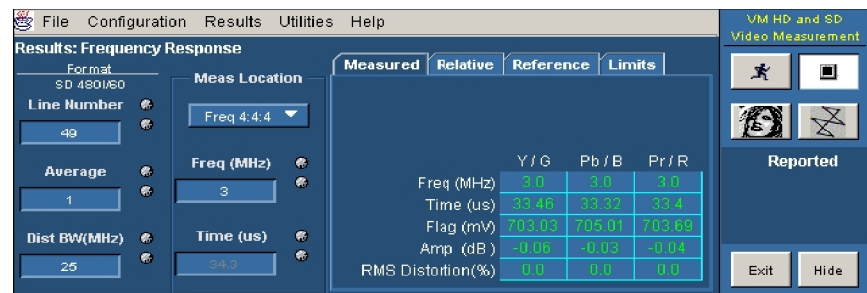 File Configuration Results Utilities Help
VM HD and SD
Video Measurement
Results: Frequency Response
Format
SD 480I/60
Line Number
49
Average
1
Dist BW(MHz)
25
Meas Location
Freq 4:4:4
Freq (MHz)
3
Time (us)
34.3
Measured Relative Reference Limits
Y / G Pb / B Pr / R
Freq (MHz) 3.0 3.0 3.0
Time (us) 33.46 33.32 33.4
Flag (mV) 703.03 705.01 703.69
Amp (dB) -0.06 -0.03 -0.04
RMS Distortion(%) 0.0 0.0 0.0
Reported
Exit Hide